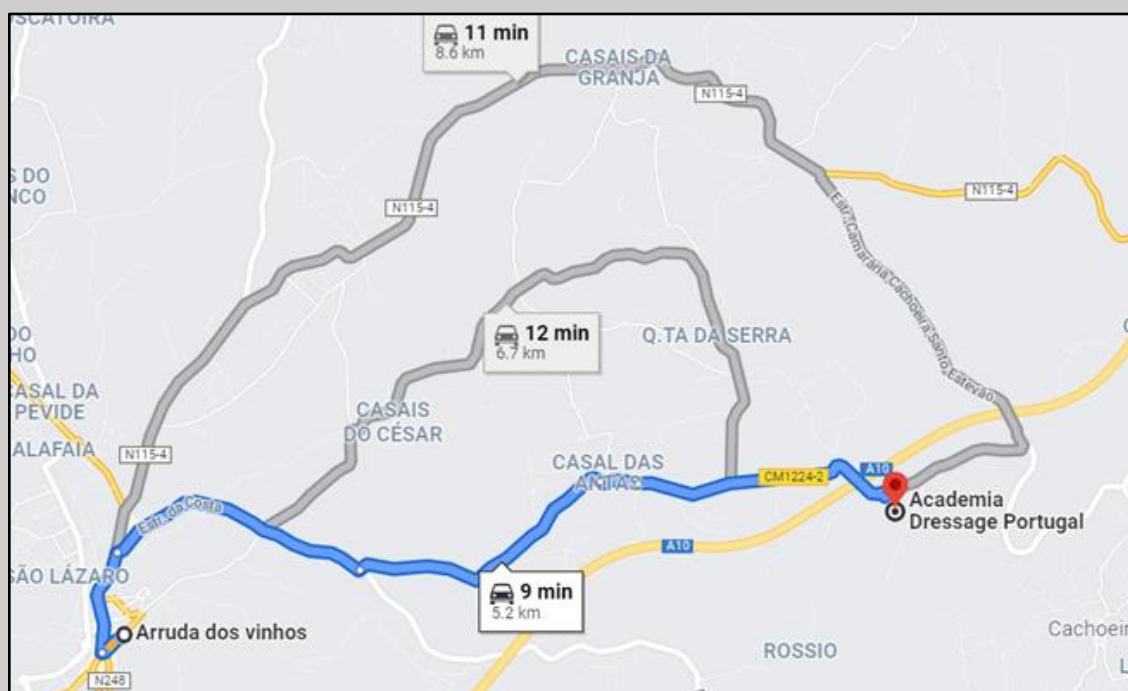 OSCATOIRA
11 min
8.6 km
CASAIS DA
GRANJA
N115-4
N115-4
S DO
NCO
N115-4
Estr. Camarária Cachoeira Santo Estevão
12 min
6.7 km
Q.TA DA SERRA
DO
HO
CASAL DA
PEVIDE
ALAFAIA
CASAIS
DO CÉSAR
N115-4
CASAL DAS
ANTAS
CM1224-2
A10
Academia
Dressage Portugal
Estr. da Costa
A10
SÃO LÁZARO
9 min
5.2 km
Arruda dos vinhos
Cachoeir
ROSSIO
N248
L